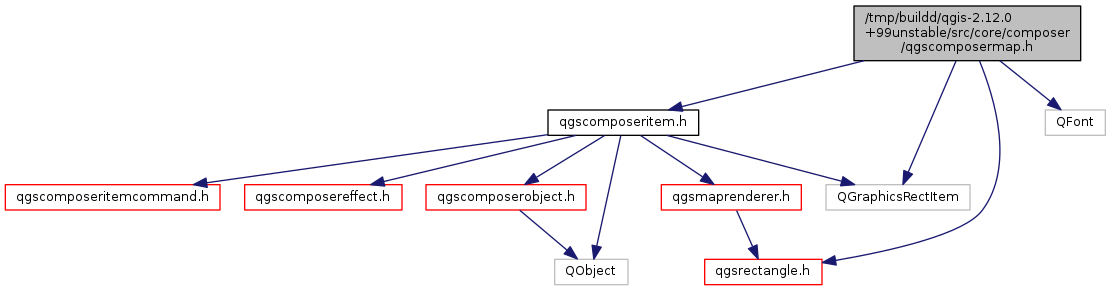 /tmp/buildd/qgis-2.12.0
+99unstable/src/core/composer
/qgscomposermap.h
qgscomposeritem.h
QFont
qgscomposeritemcommand.h
qgscomposereffect.h
qgscomposerobject.h
qgsmaprenderer.h
QGraphicsRectItem
QObject
qgsrectangle.h